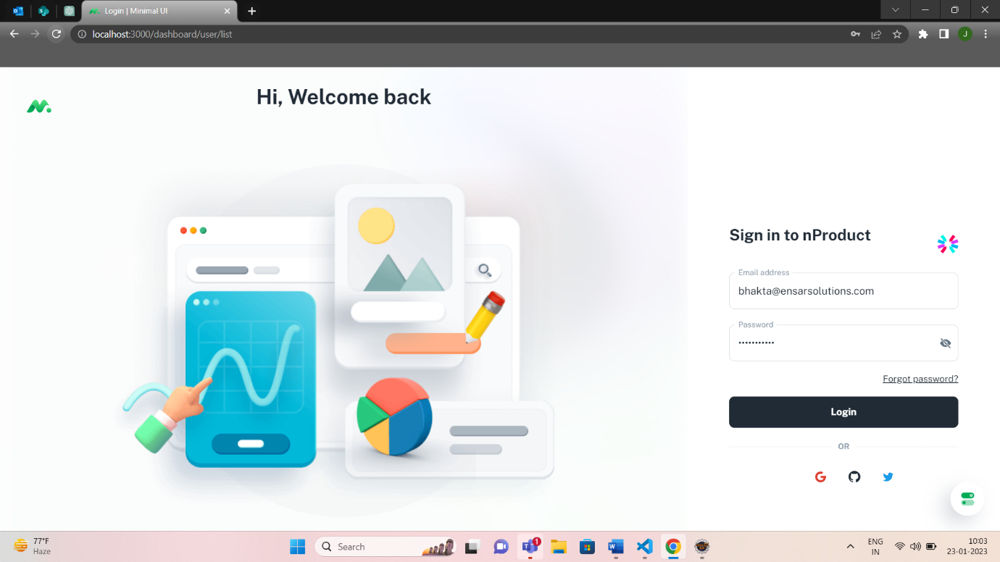 Login | Minimal UI
localhost:3000/dashboard/user/list
J
Hi, Welcome back
Sign in to nProduct
Email address
bhakta@ensarsolutions.com
Password
•••••••••••
Forgot password?
Login
OR
77°F
Haze
Search
1
ENG
IN
10:03
23-01-2023